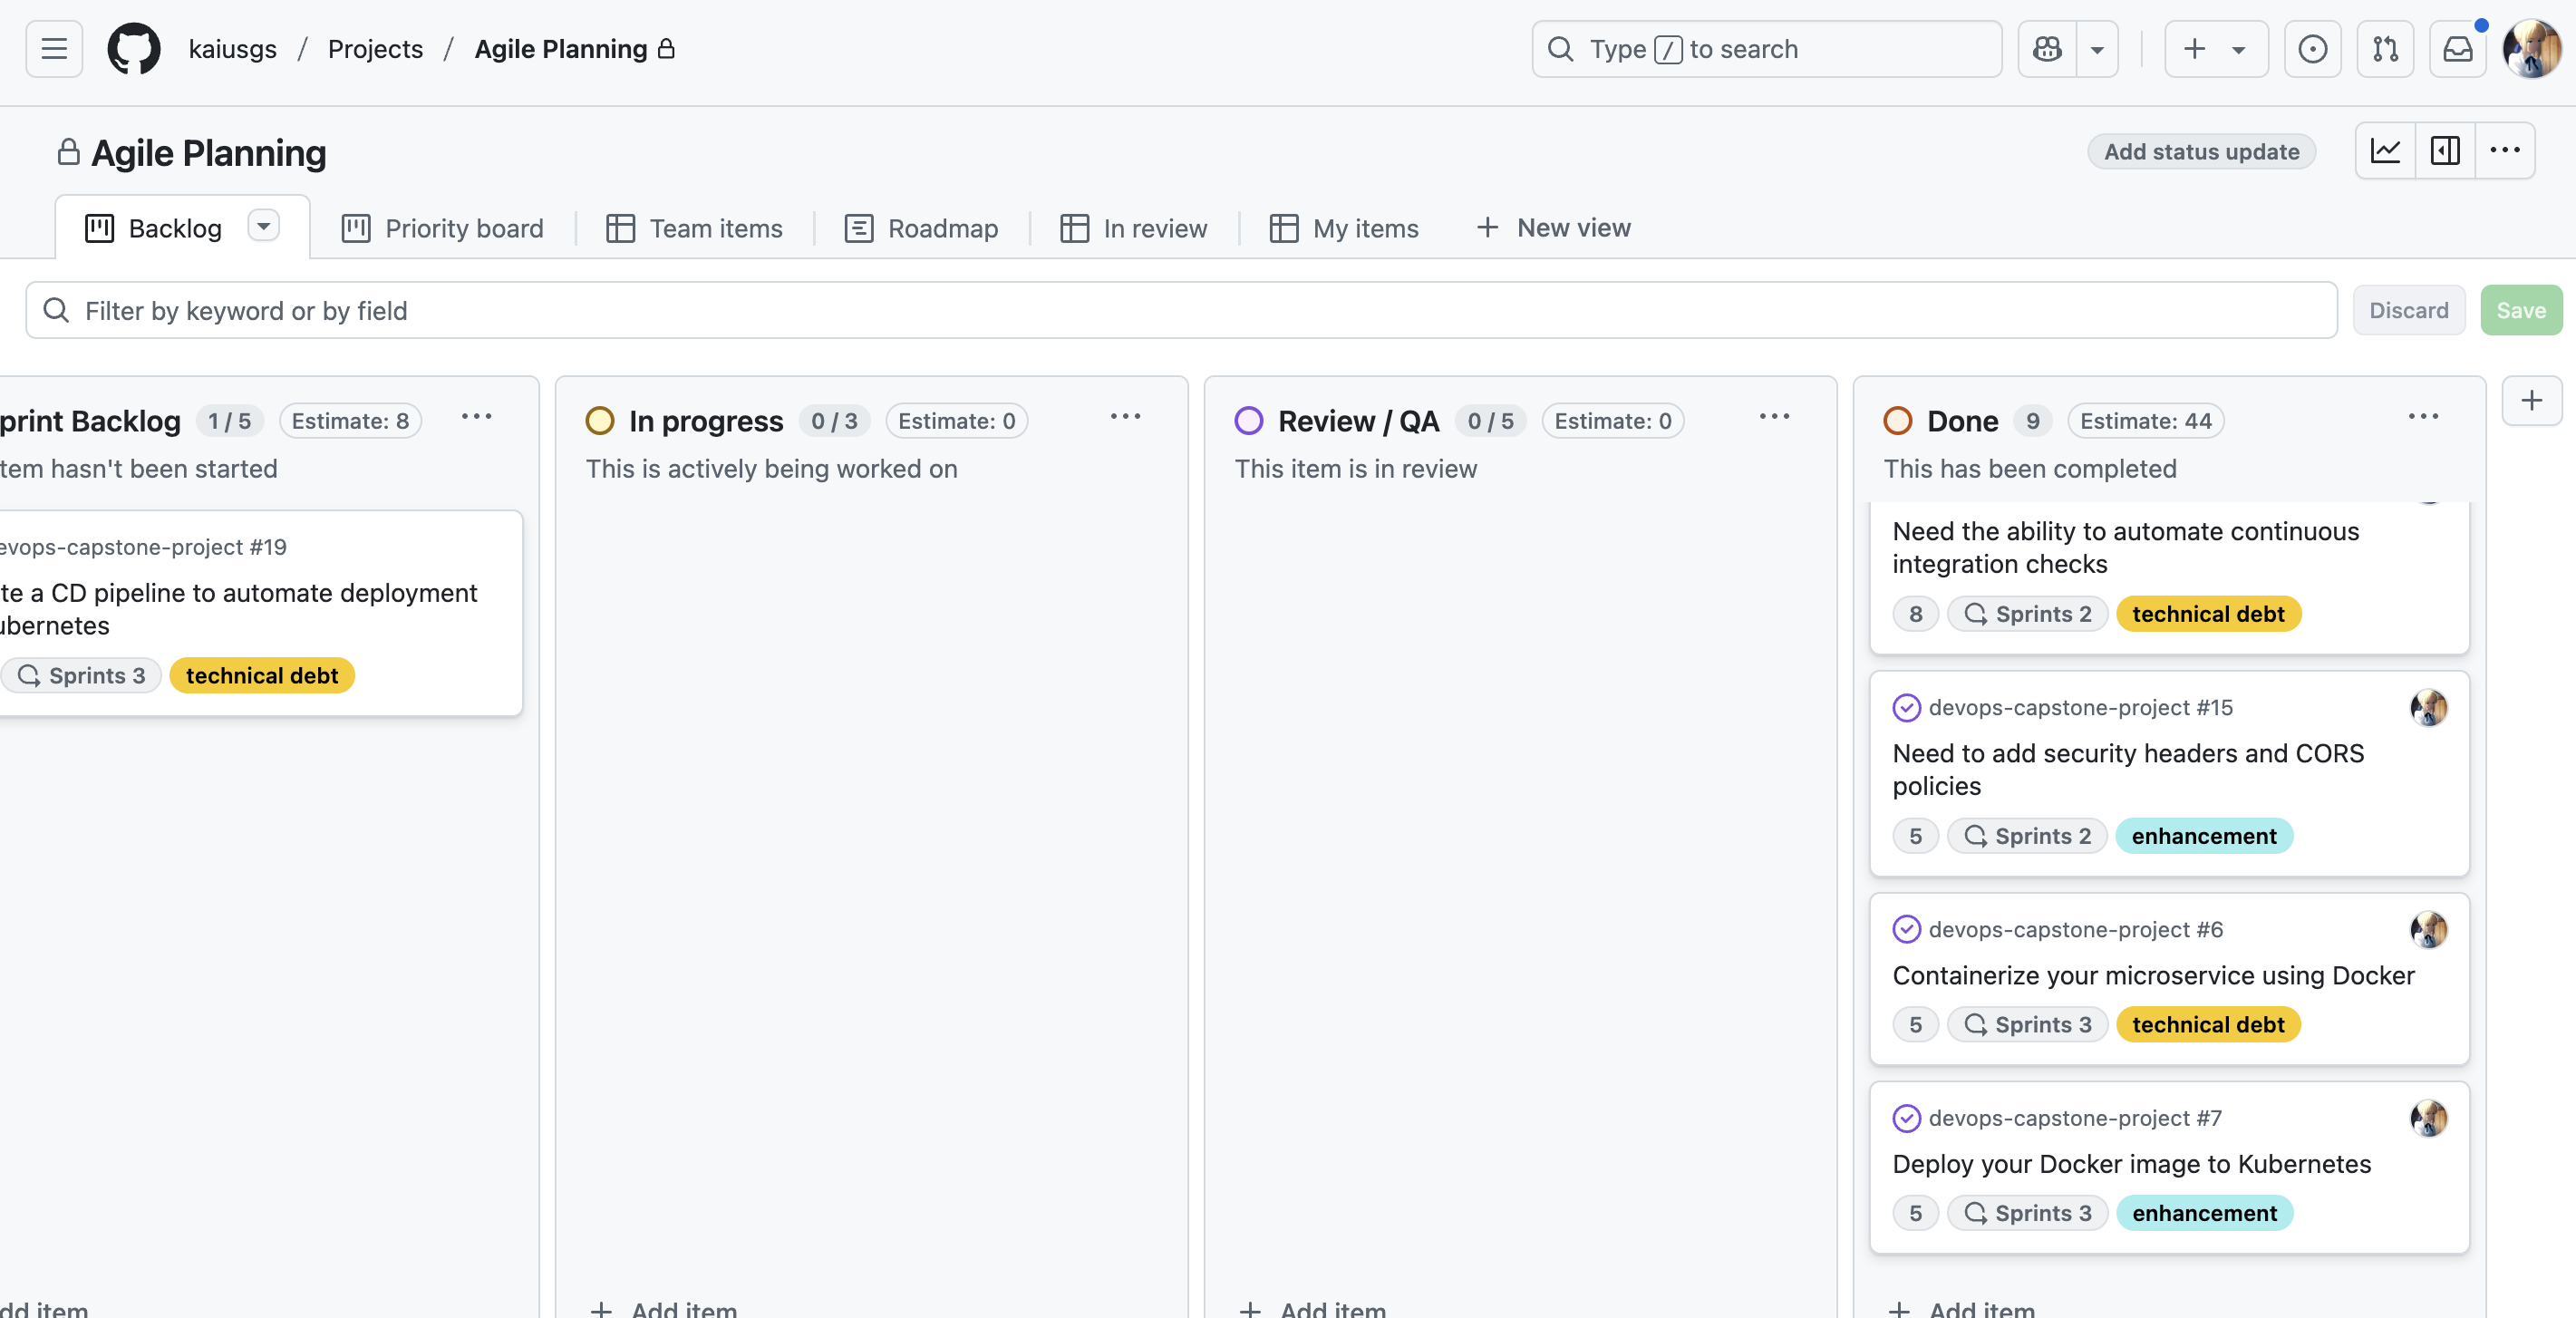 kaiusgs / Projects / Agile Planning
Type / to search
Agile Planning
Add status update
Backlog
Priority board
Team items
Roadmap
In review
My items
+ New view
Filter by keyword or by field
Discard
Save
print Backlog 1 / 5 Estimate: 8 ...
tem hasn't been started
evops-capstone-project #19
te a CD pipeline to automate deployment
ubernetes
Sprints 3 technical debt
dd item
In progress 0 / 3 Estimate: 0 ...
This is actively being worked on
+ Add item
Review / QA 0 / 5 Estimate: 0 ...
This item is in review
+ Add item
Done 9 Estimate: 44 ...
This has been completed
Need the ability to automate continuous
integration checks
8 Sprints 2 technical debt
devops-capstone-project #15
Need to add security headers and CORS
policies
5 Sprints 2 enhancement
devops-capstone-project #6
Containerize your microservice using Docker
5 Sprints 3 technical debt
devops-capstone-project #7
Deploy your Docker image to Kubernetes
5 Sprints 3 enhancement
+ Add item